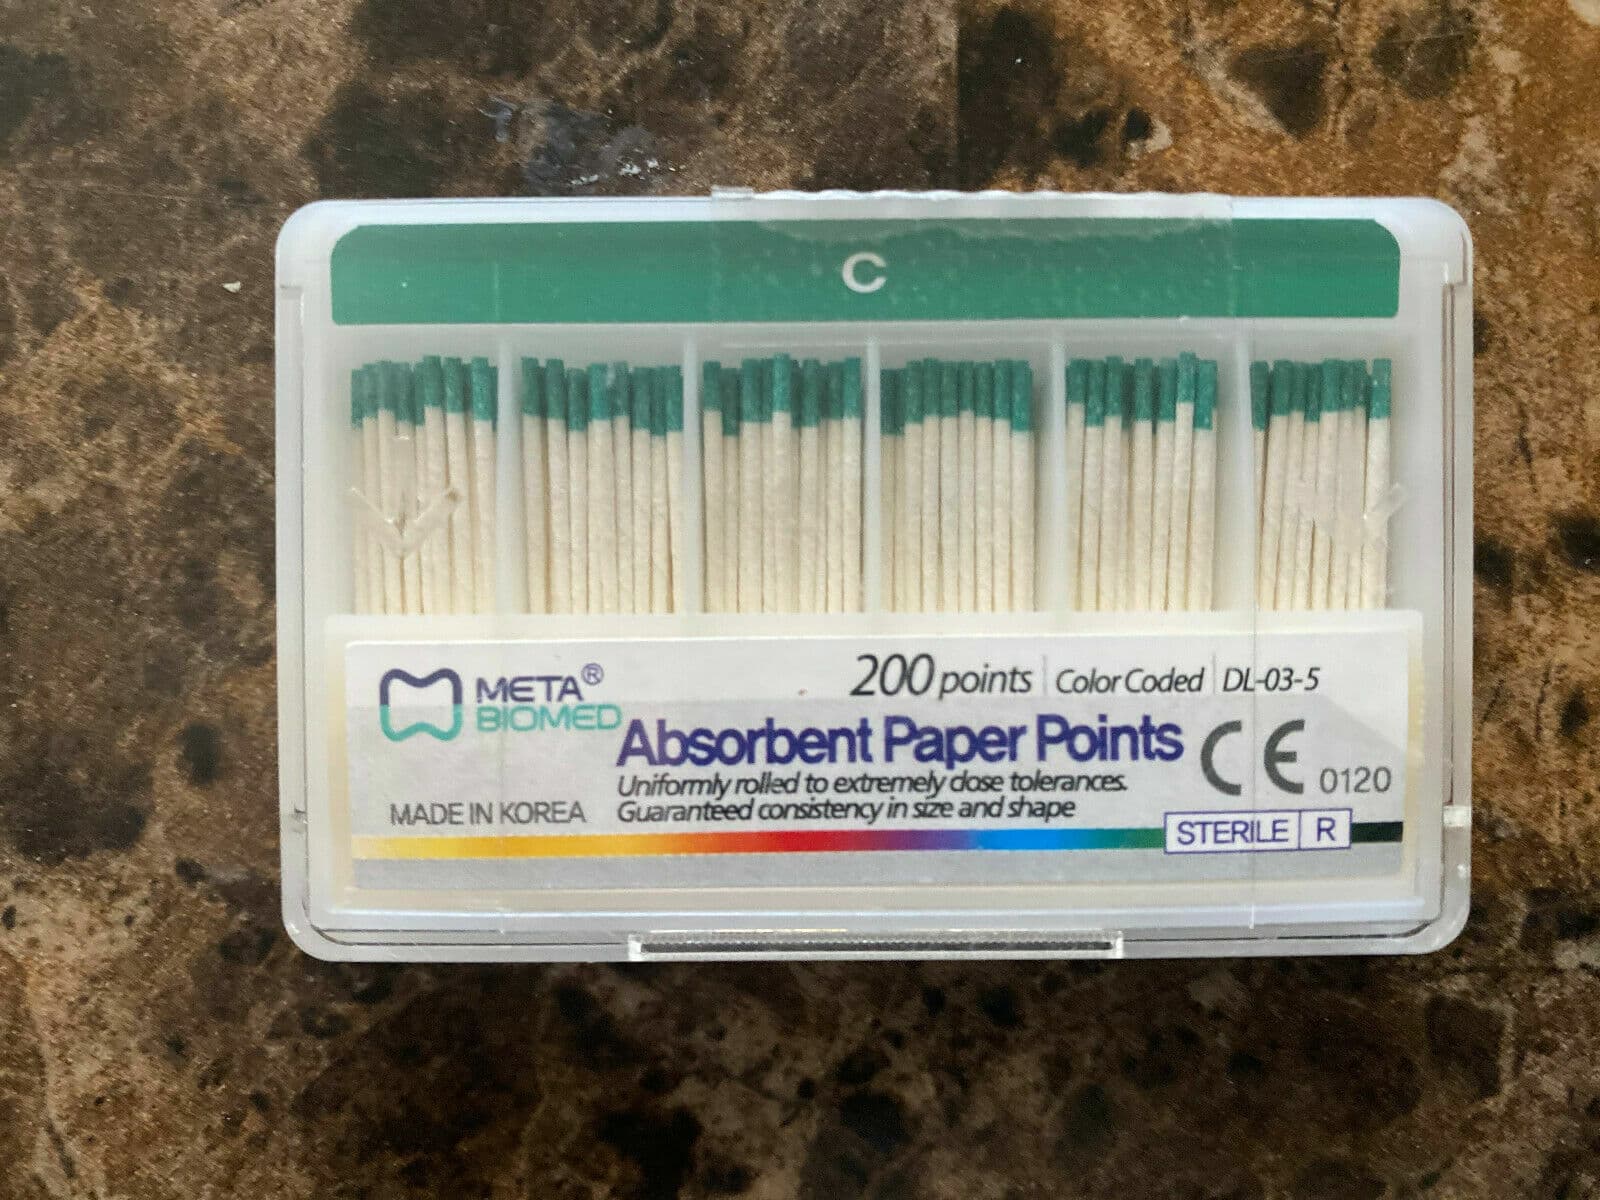 C
META®
BIOMED
200 points | Color Coded | DL-03-5
Absorbent Paper Points
Uniformly rolled to extremely close tolerances.
Guaranteed consistency in size and shape
MADE IN KOREA
CE 0120
STERILE R